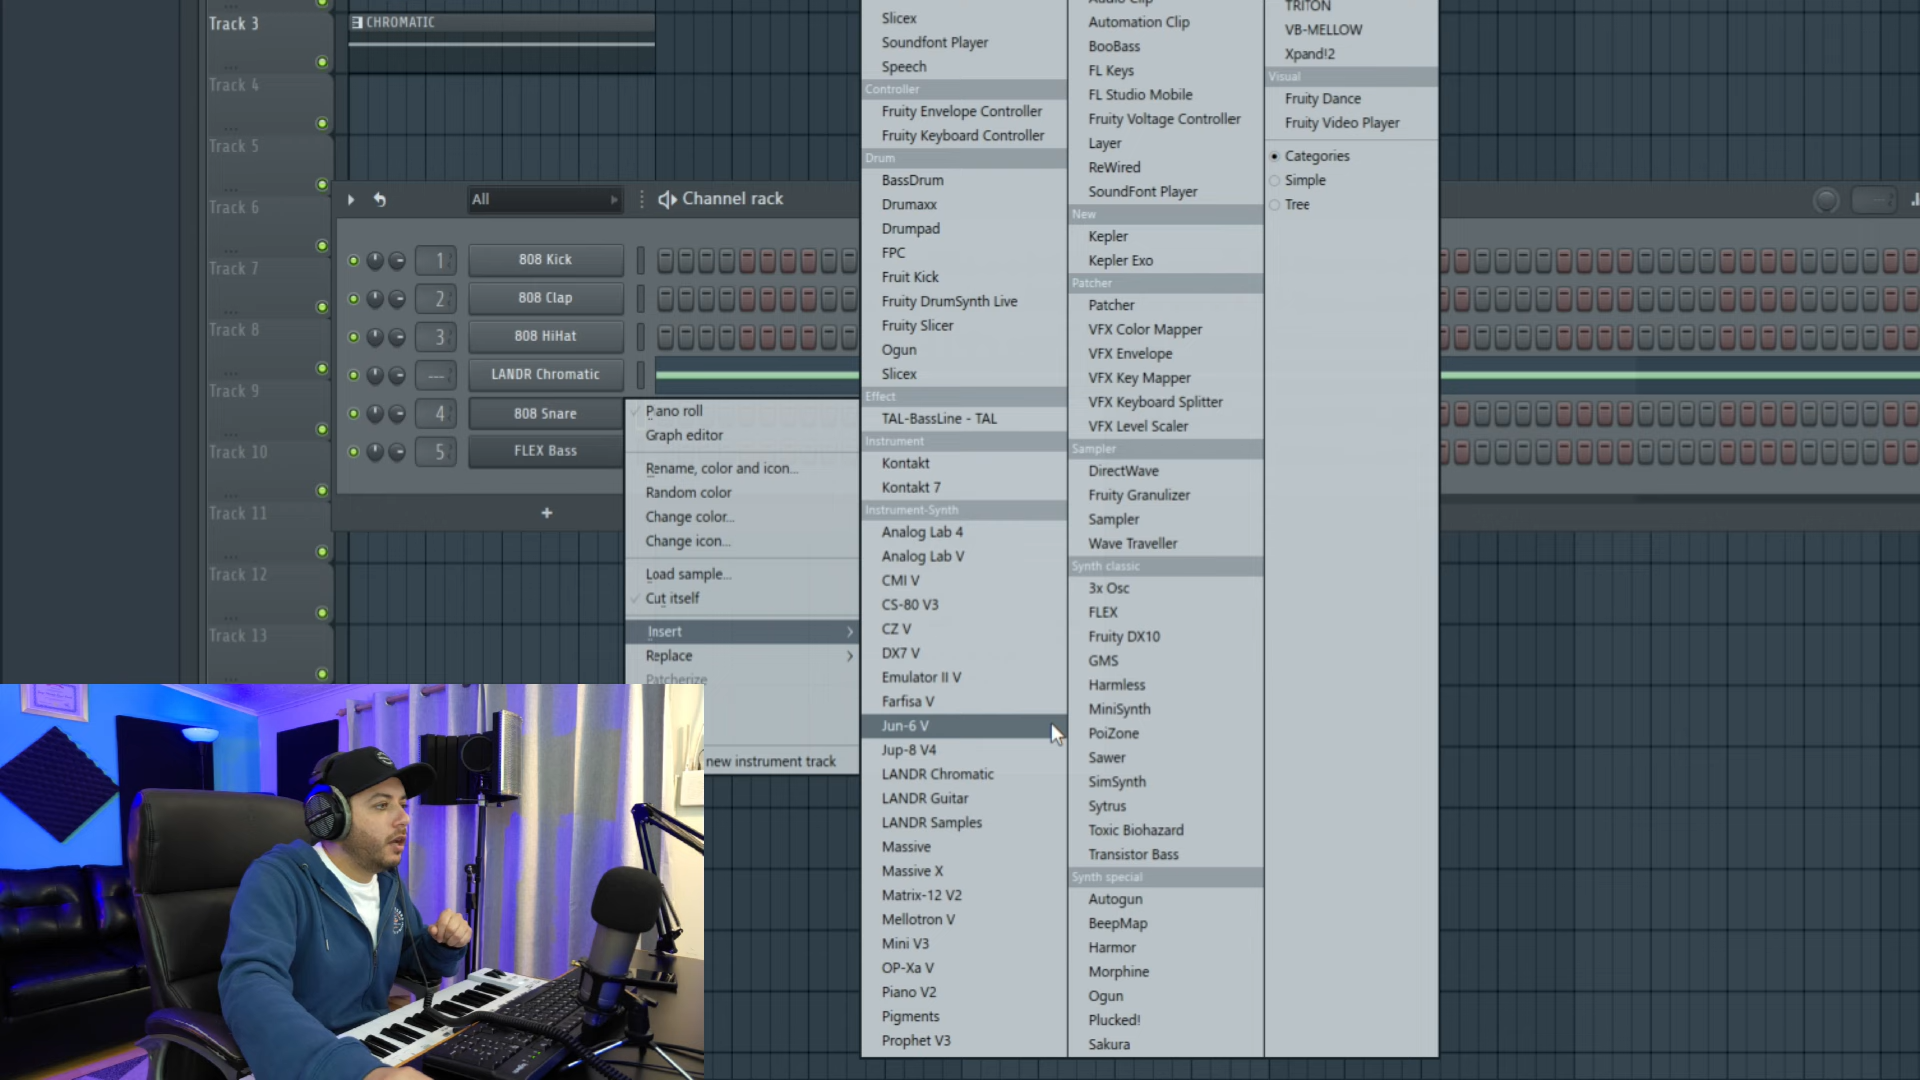 Track 3
CHROMATIC
Track 4
Track 5
Track 6
Track 7
Track 8
Track 9
Track 10
Track 11
Track 12
Track 13
All
Channel rack
1
808 Kick
2
808 Clap
3
808 HiHat
---
LANDR Chromatic
4
808 Snare
5
FLEX Bass
+
Piano roll
Graph editor
Rename, color and icon...
Random color
Change color...
Change icon...
Load sample...
Cut itself
Insert
Replace
Patcherize
new instrument track
Slicex
Soundfont Player
Speech
Controller
Fruity Envelope Controller
Fruity Keyboard Controller
Drum
BassDrum
Drumaxx
Drumpad
FPC
Fruit Kick
Fruity DrumSynth Live
Fruity Slicer
Ogun
Slicex
Effect
TAL-BassLine - TAL
Instrument
Kontakt
Kontakt 7
Instrument-Synth
Analog Lab 4
Analog Lab V
CMI V
CS-80 V3
CZ V
DX7 V
Emulator II V
Farfisa V
Jun-6 V
Jup-8 V4
LANDR Chromatic
LANDR Guitar
LANDR Samples
Massive
Massive X
Matrix-12 V2
Mellotron V
Mini V3
OP-Xa V
Piano V2
Pigments
Prophet V3
Audio Clip
Automation Clip
BooBass
FL Keys
FL Studio Mobile
Fruity Voltage Controller
Layer
ReWired
SoundFont Player
New
Kepler
Kepler Exo
Patcher
Patcher
VFX Color Mapper
VFX Envelope
VFX Key Mapper
VFX Keyboard Splitter
VFX Level Scaler
Sampler
DirectWave
Fruity Granulizer
Sampler
Wave Traveller
Synth classic
3x Osc
FLEX
Fruity DX10
GMS
Harmless
MiniSynth
PoiZone
Sawer
SimSynth
Sytrus
Toxic Biohazard
Transistor Bass
Synth special
Autogun
BeepMap
Harmor
Morphine
Ogun
Plucked!
Sakura
TRITON
VB-MELLOW
Xpand!2
Visual
Fruity Dance
Fruity Video Player
Categories
Simple
Tree